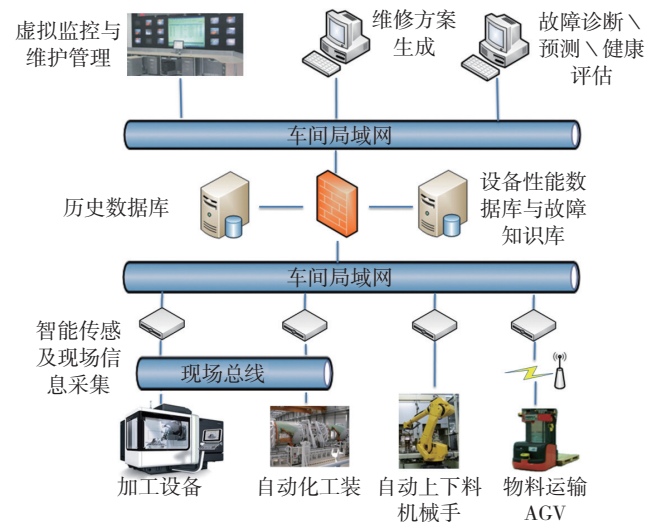 虚拟监控与
维护管理
维修方案
生成
故障诊断\
预测\健康
评估
车间局域网
历史数据库
设备性能数
据库与故障
知识库
车间局域网
智能传感
及现场信
息采集
现场总线
加工设备
自动化工装
自动上下料
机械手
物料运输
AGV